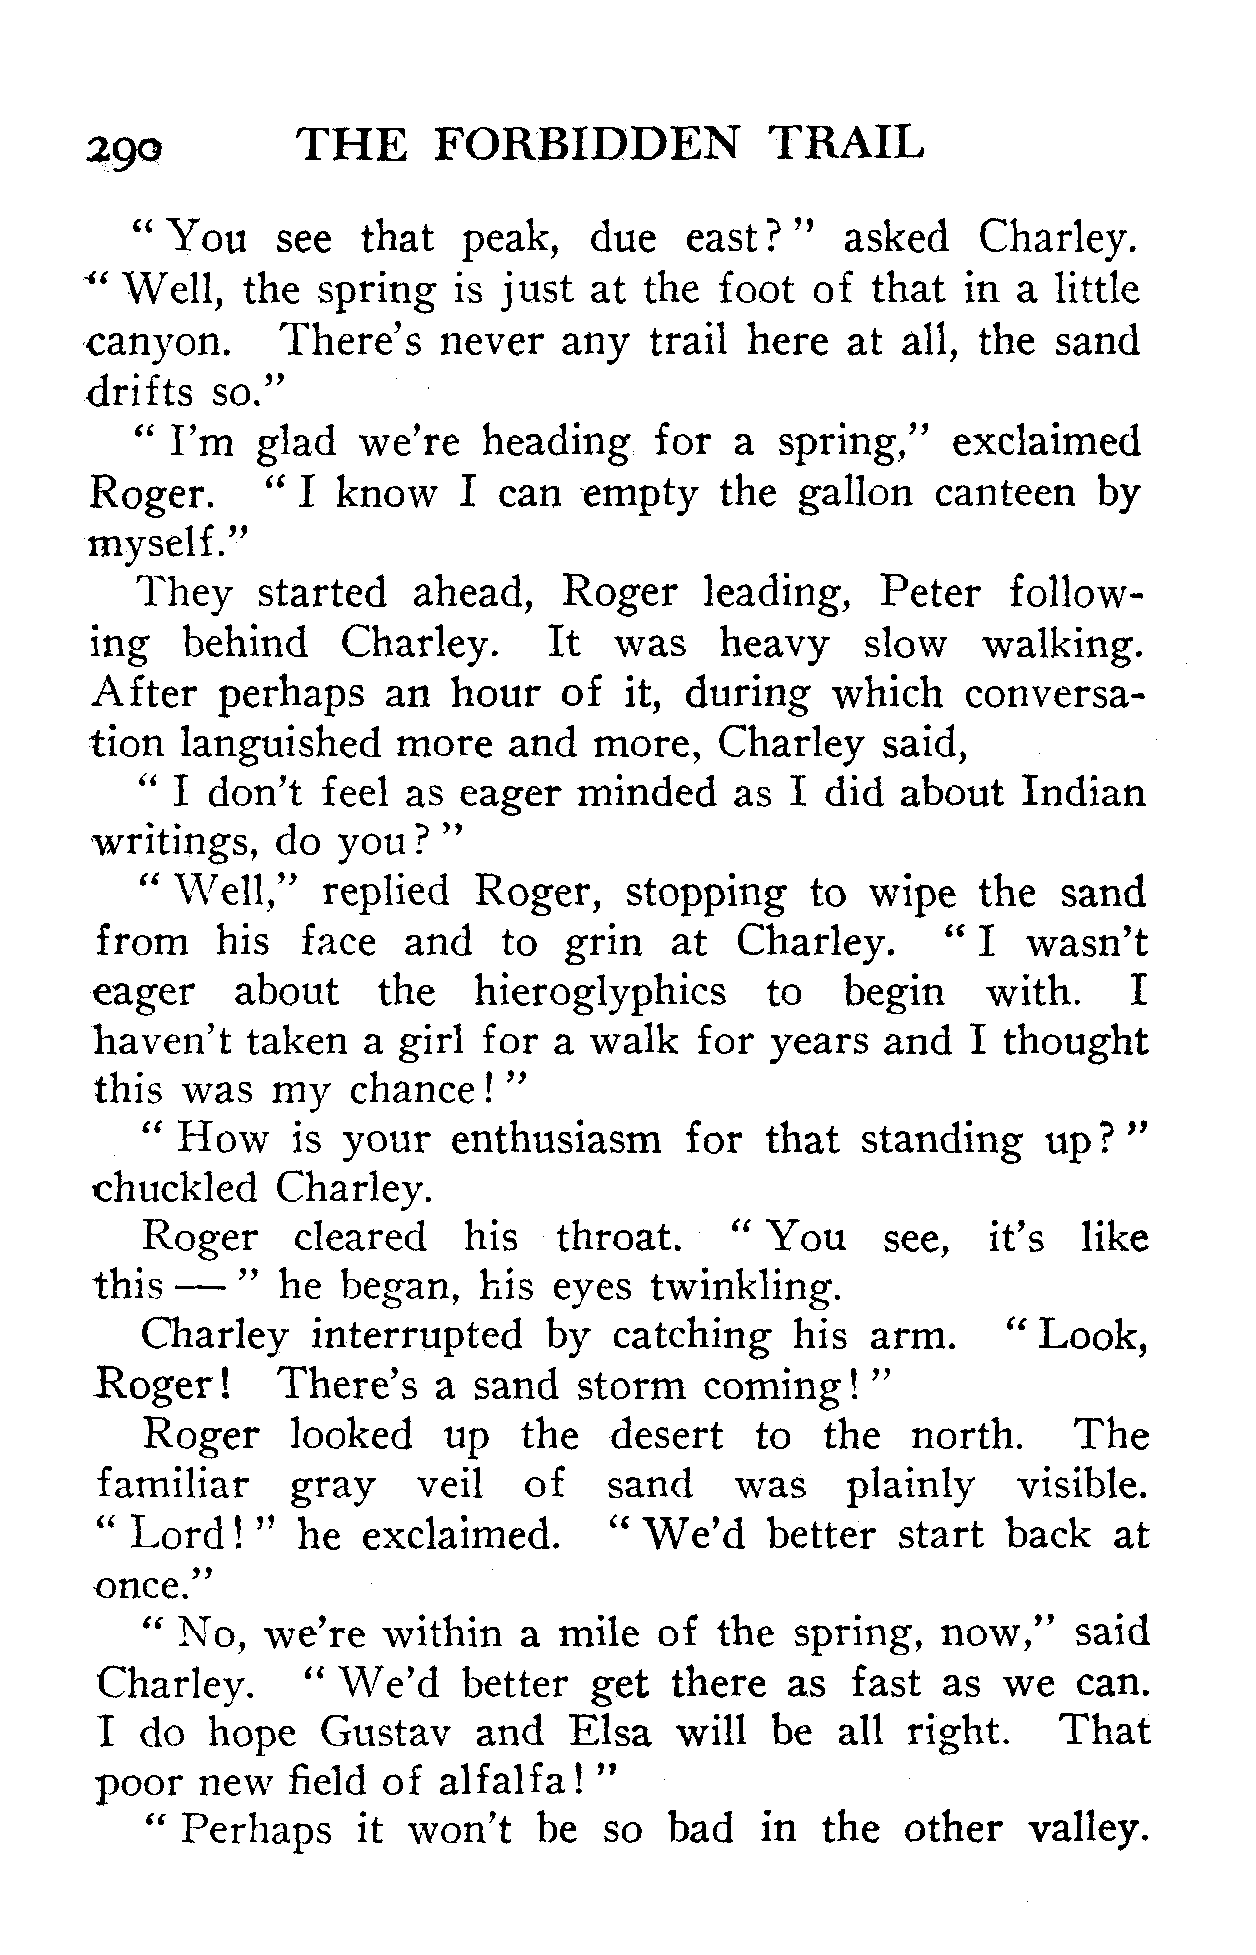 290 THE FORBIDDEN TRAIL
“ You see that peak, due east? ” asked Charley.
“ Well, the spring is just at the foot of that in a little
canyon. There’s never any trail here at all, the sand
drifts so.”
“ I’m glad we’re heading for a spring,” exclaimed
Roger. “ I know I can empty the gallon canteen by
myself.”
They started ahead, Roger leading, Peter follow-
ing behind Charley. It was heavy slow walking.
After perhaps an hour of it, during which conversa-
tion languished more and more, Charley said,
“ I don’t feel as eager minded as I did about Indian
writings, do you? ”
“ Well,” replied Roger, stopping to wipe the sand
from his face and to grin at Charley. “ I wasn’t
eager about the hieroglyphics to begin with. I
haven’t taken a girl for a walk for years and I thought
this was my chance! ”
“ How is your enthusiasm for that standing up? ”
chuckled Charley.
Roger cleared his throat. “ You see, it’s like
this — ” he began, his eyes twinkling.
Charley interrupted by catching his arm. “ Look,
Roger! There’s a sand storm coming! ”
Roger looked up the desert to the north. The
familiar gray veil of sand was plainly visible.
“ Lord! ” he exclaimed. “ We’d better start back at
once.”
“ No, we’re within a mile of the spring, now,” said
Charley. “ We’d better get there as fast as we can.
I do hope Gustav and Elsa will be all right. That
poor new field of alfalfa! ”
“ Perhaps it won’t be so bad in the other valley.